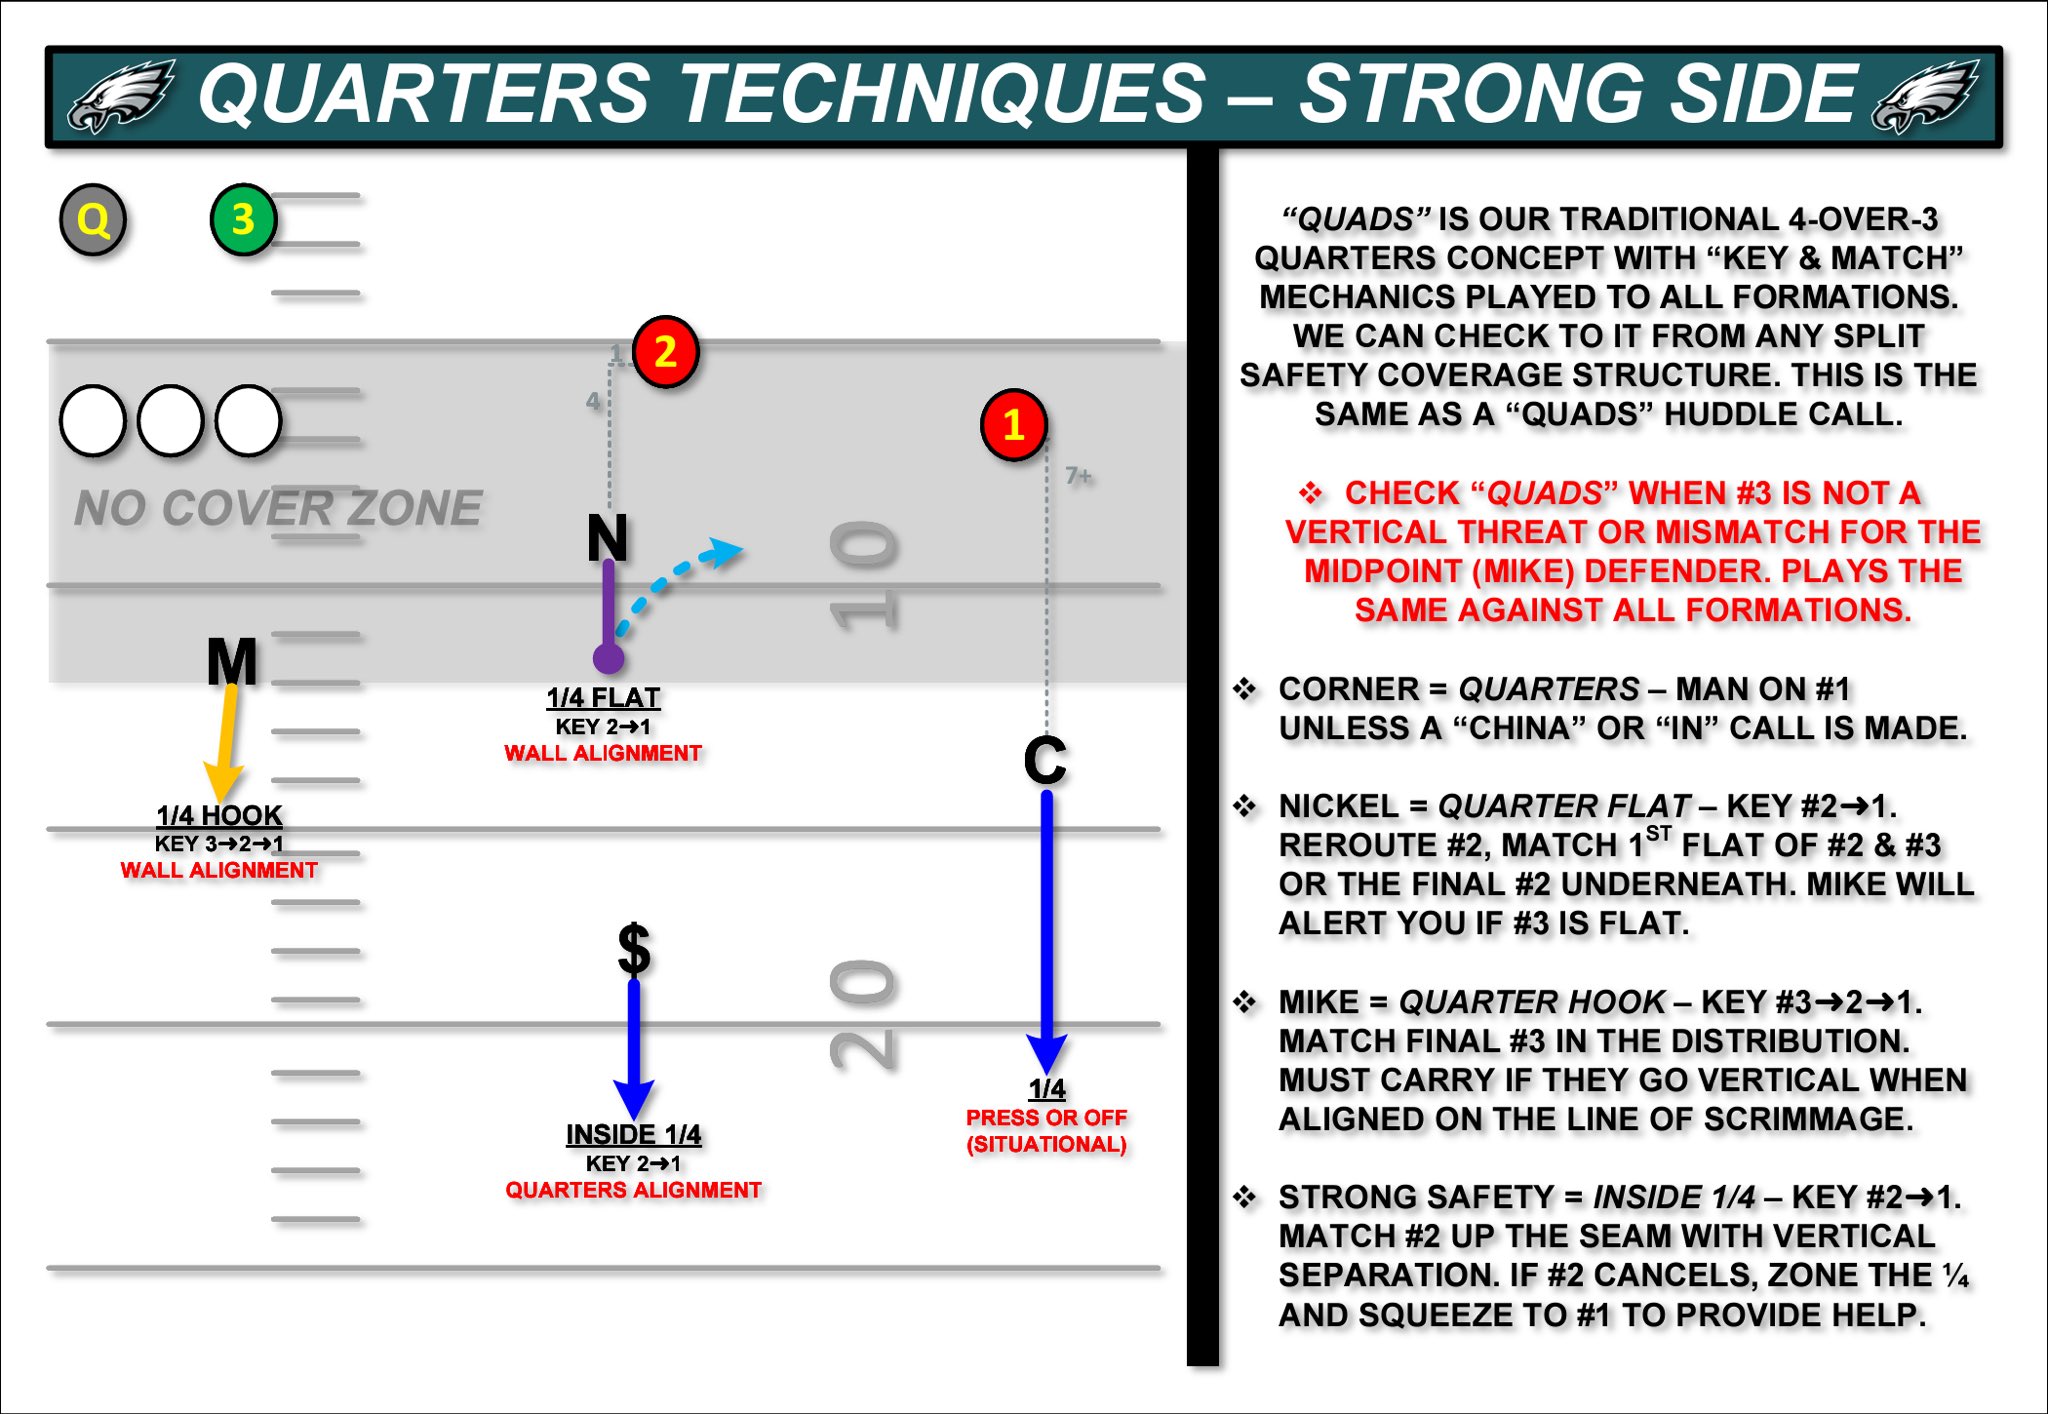 QUARTERS TECHNIQUES – STRONG SIDE
Q
3
1
2
4
1
7+
NO COVER ZONE
N
10
M
1/4 FLAT
KEY 2➔1
WALL ALIGNMENT
C
1/4 HOOK
KEY 3➔2➔1
WALL ALIGNMENT
$
20
1/4
PRESS OR OFF
(SITUATIONAL)
INSIDE 1/4
KEY 2➔1
QUARTERS ALIGNMENT
“QUADS” IS OUR TRADITIONAL 4-OVER-3
QUARTERS CONCEPT WITH “KEY & MATCH”
MECHANICS PLAYED TO ALL FORMATIONS.
WE CAN CHECK TO IT FROM ANY SPLIT
SAFETY COVERAGE STRUCTURE. THIS IS THE
SAME AS A “QUADS” HUDDLE CALL.
❖ CHECK “QUADS” WHEN #3 IS NOT A
VERTICAL THREAT OR MISMATCH FOR THE
MIDPOINT (MIKE) DEFENDER. PLAYS THE
SAME AGAINST ALL FORMATIONS.
❖ CORNER = QUARTERS – MAN ON #1
UNLESS A “CHINA” OR “IN” CALL IS MADE.
❖ NICKEL = QUARTER FLAT – KEY #2➔1.
REROUTE #2, MATCH 1ST FLAT OF #2 & #3
OR THE FINAL #2 UNDERNEATH. MIKE WILL
ALERT YOU IF #3 IS FLAT.
❖ MIKE = QUARTER HOOK – KEY #3➔2➔1.
MATCH FINAL #3 IN THE DISTRIBUTION.
MUST CARRY IF THEY GO VERTICAL WHEN
ALIGNED ON THE LINE OF SCRIMMAGE.
❖ STRONG SAFETY = INSIDE 1/4 – KEY #2➔1.
MATCH #2 UP THE SEAM WITH VERTICAL
SEPARATION. IF #2 CANCELS, ZONE THE ¼
AND SQUEEZE TO #1 TO PROVIDE HELP.